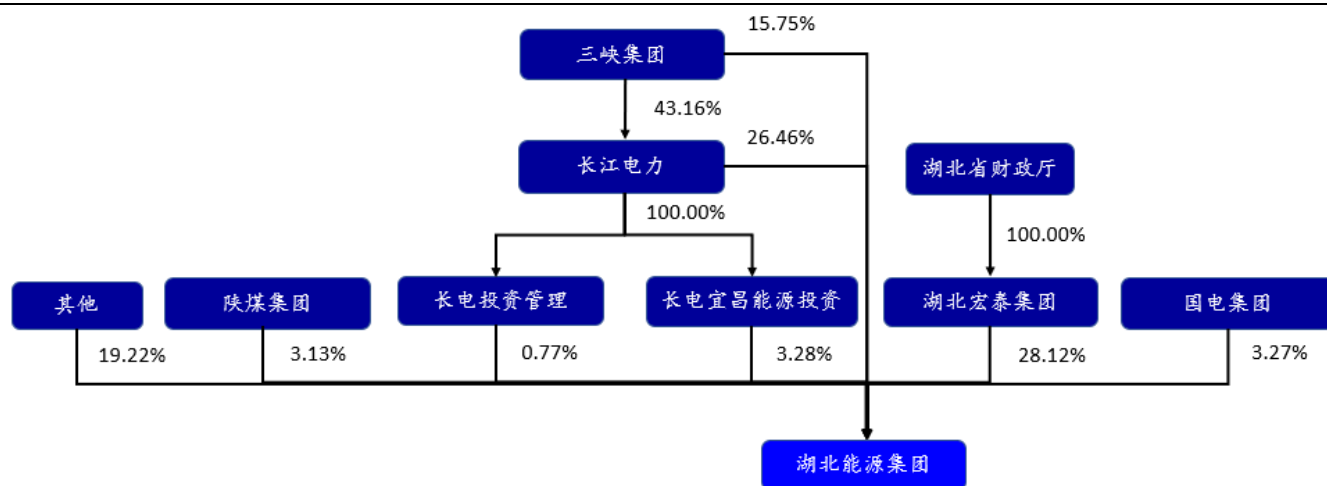 15.75%
三峡集团
43.16%
26.46%
长江电力
湖北省财政厅
100.00%
100.00%
其他
陕煤集团
长电投资管理
长电宜昌能源投资
湖北宏泰集团
国电集团
19.22%
3.13%
0.77%
3.28%
28.12%
3.27%
湖北能源集团